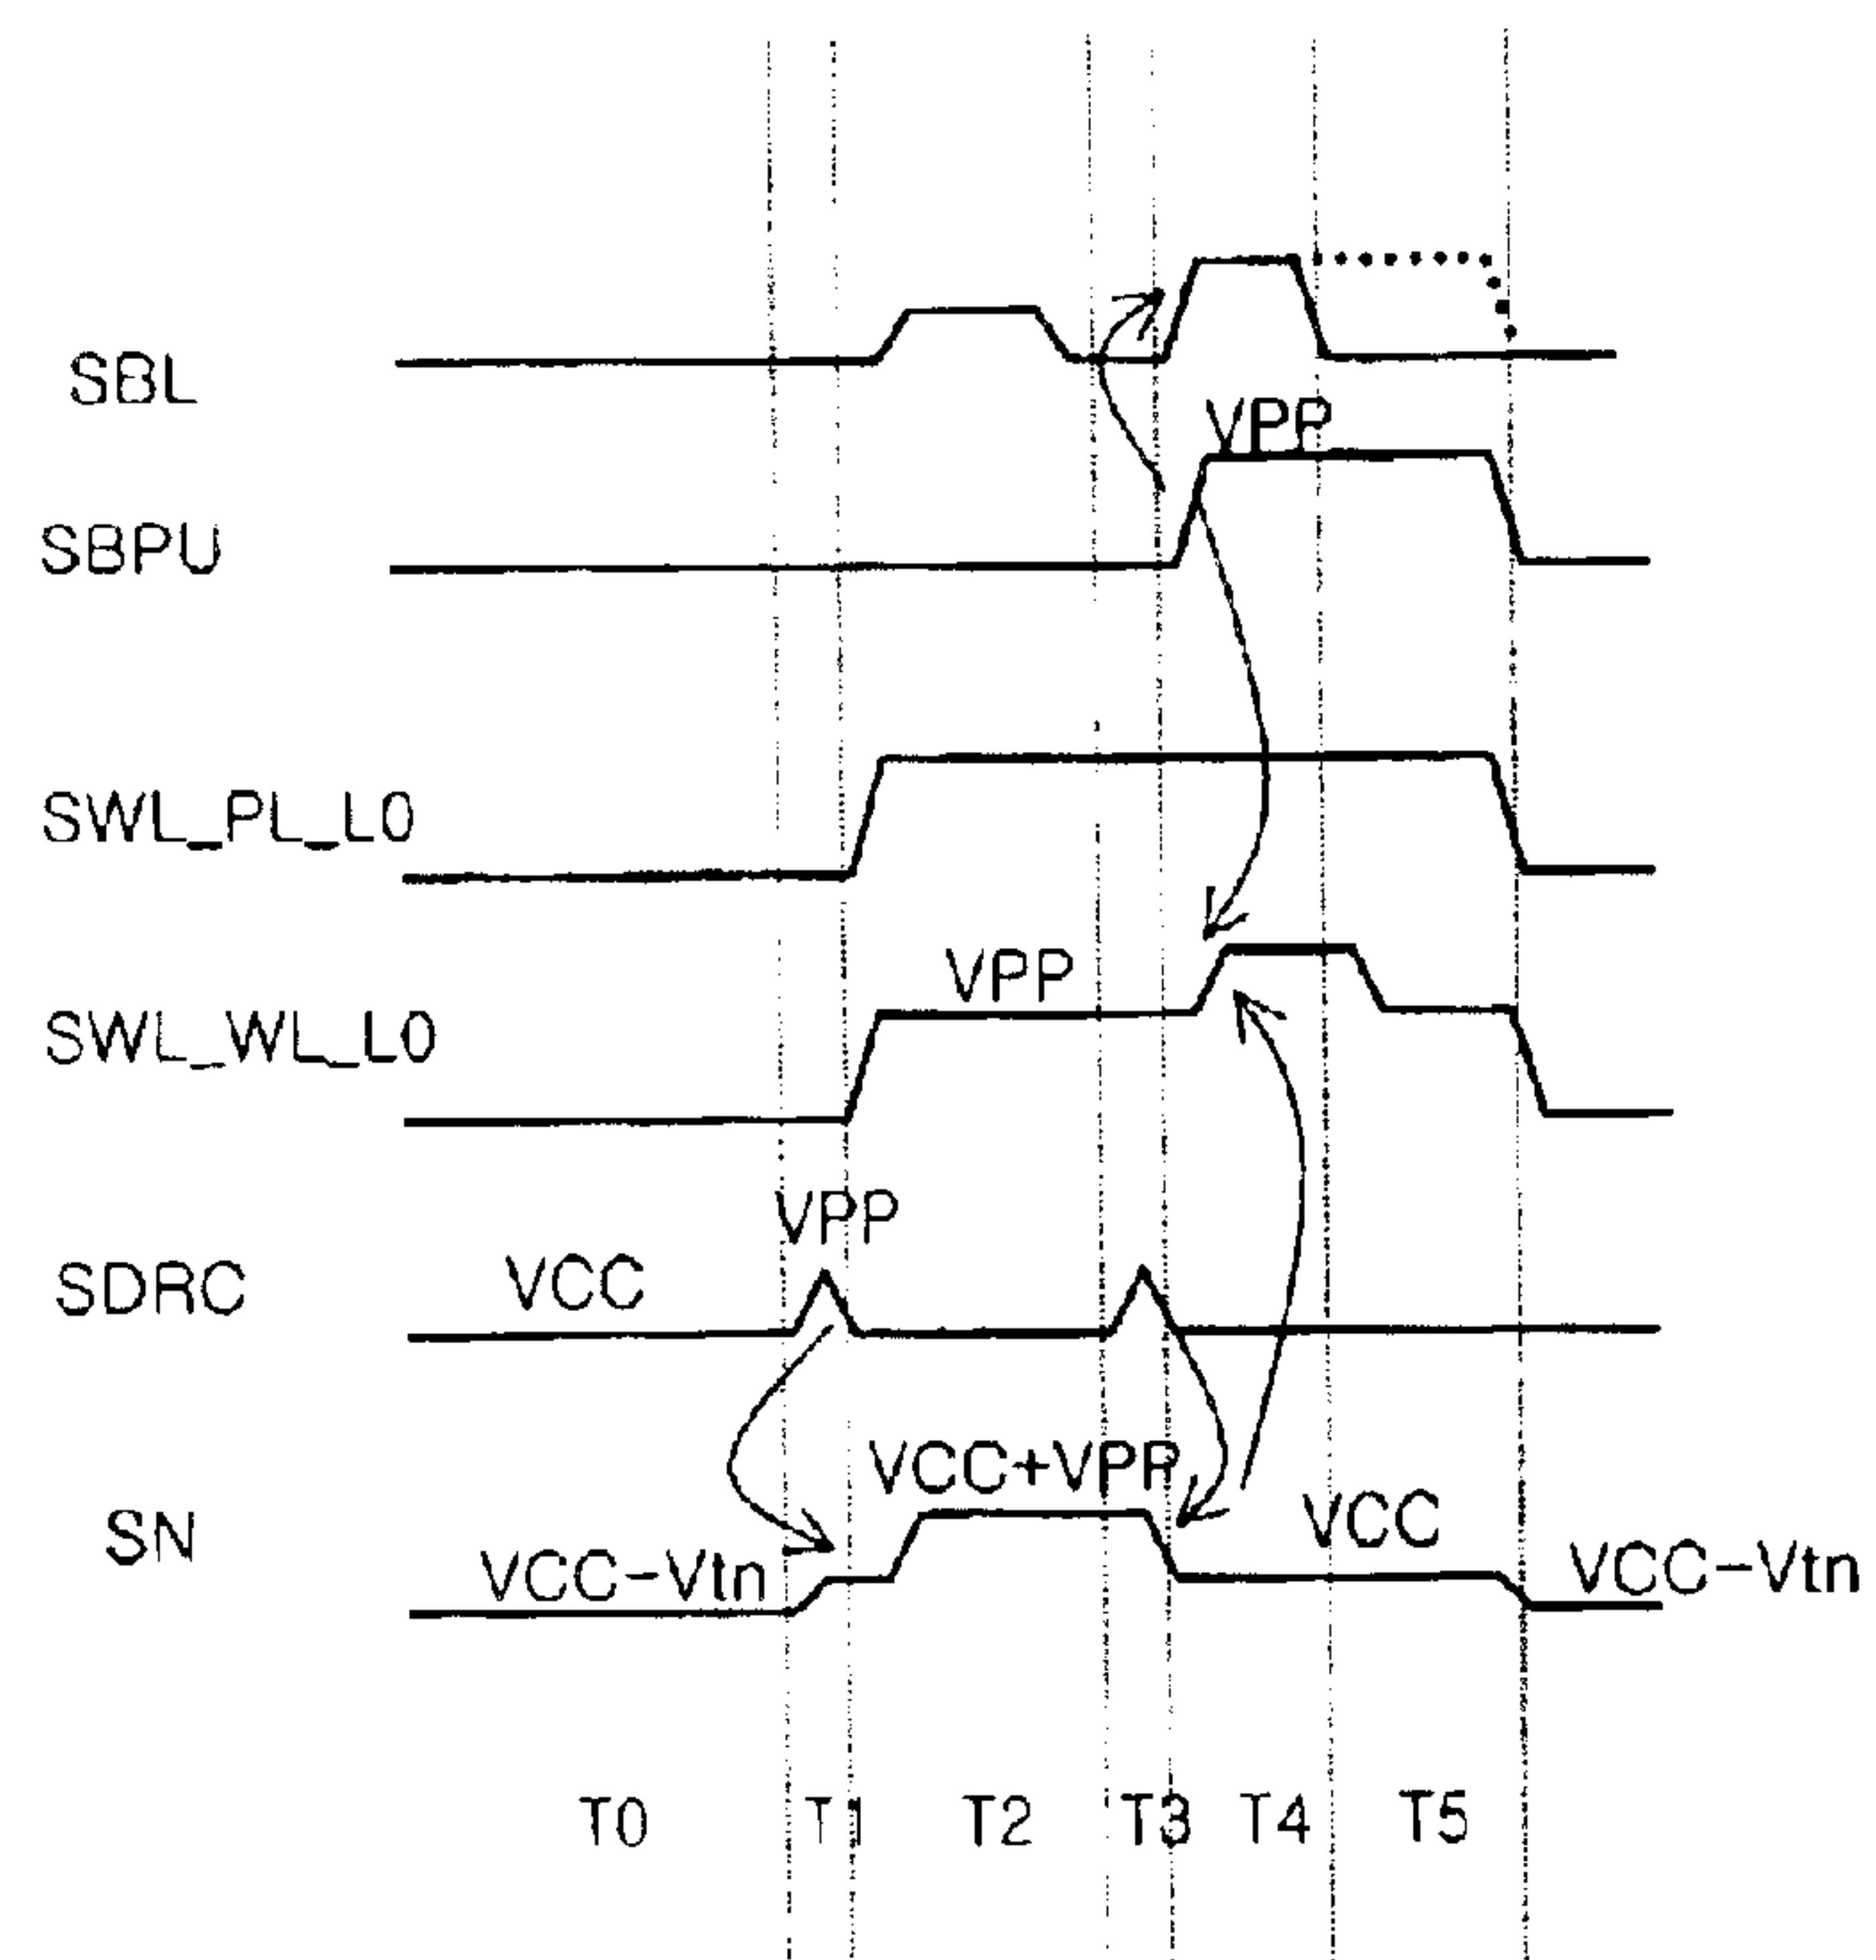 SBL
VPP
SBPU
SWL_PL_L0
VPP
SWL_WL_L0
VPP
SDRC VCC
VCC+VPP
SN VCC-Vtn VCC VCC-Vtn
T0 T1 T2 T3 T4 T5